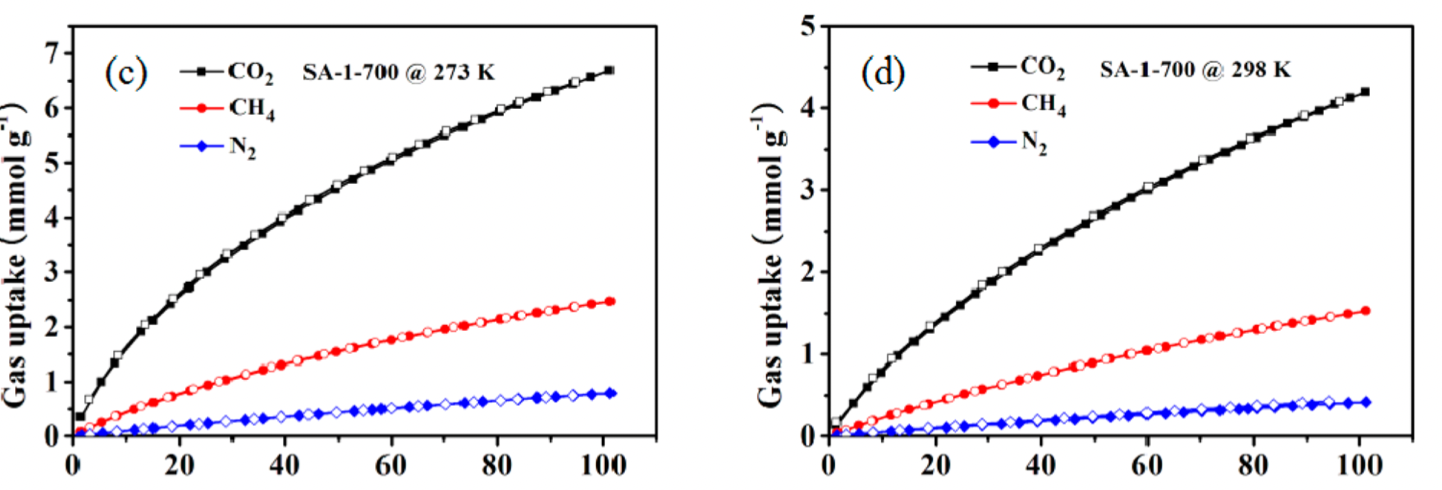 (c)
CO2
SA-1-700 @ 273 K
CH4
N2
Gas uptake (mmol g-1)
7
6
5
4
3
2
1
0
0 20 40 60 80 100
(d)
CO2
SA-1-700 @ 298 K
CH4
N2
Gas uptake (mmol g-1)
5
4
3
2
1
0
0 20 40 60 80 100